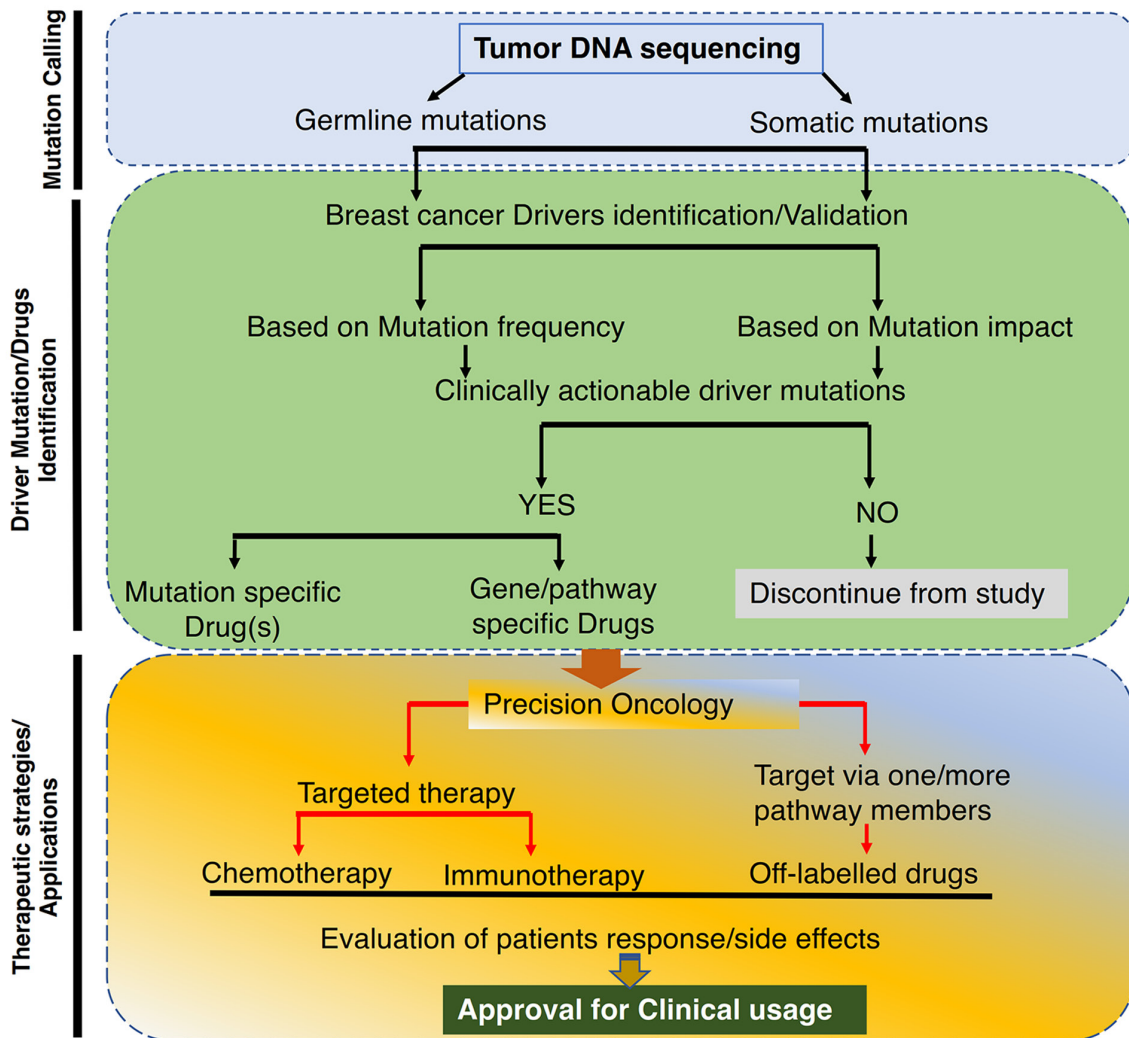 Mutation Calling
Tumor DNA sequencing
Germline mutations
Somatic mutations
Driver Mutation/Drugs
Identification
Breast cancer Drivers identification/Validation
Based on Mutation frequency
Based on Mutation impact
Clinically actionable driver mutations
YES
NO
Mutation specific
Drug(s)
Gene/pathway
specific Drugs
Discontinue from study
Therapeutic strategies/
Applications
Precision Oncology
Targeted therapy
Target via one/more
pathway members
Chemotherapy
Immunotherapy
Off-labelled drugs
Evaluation of patients response/side effects
Approval for Clinical usage